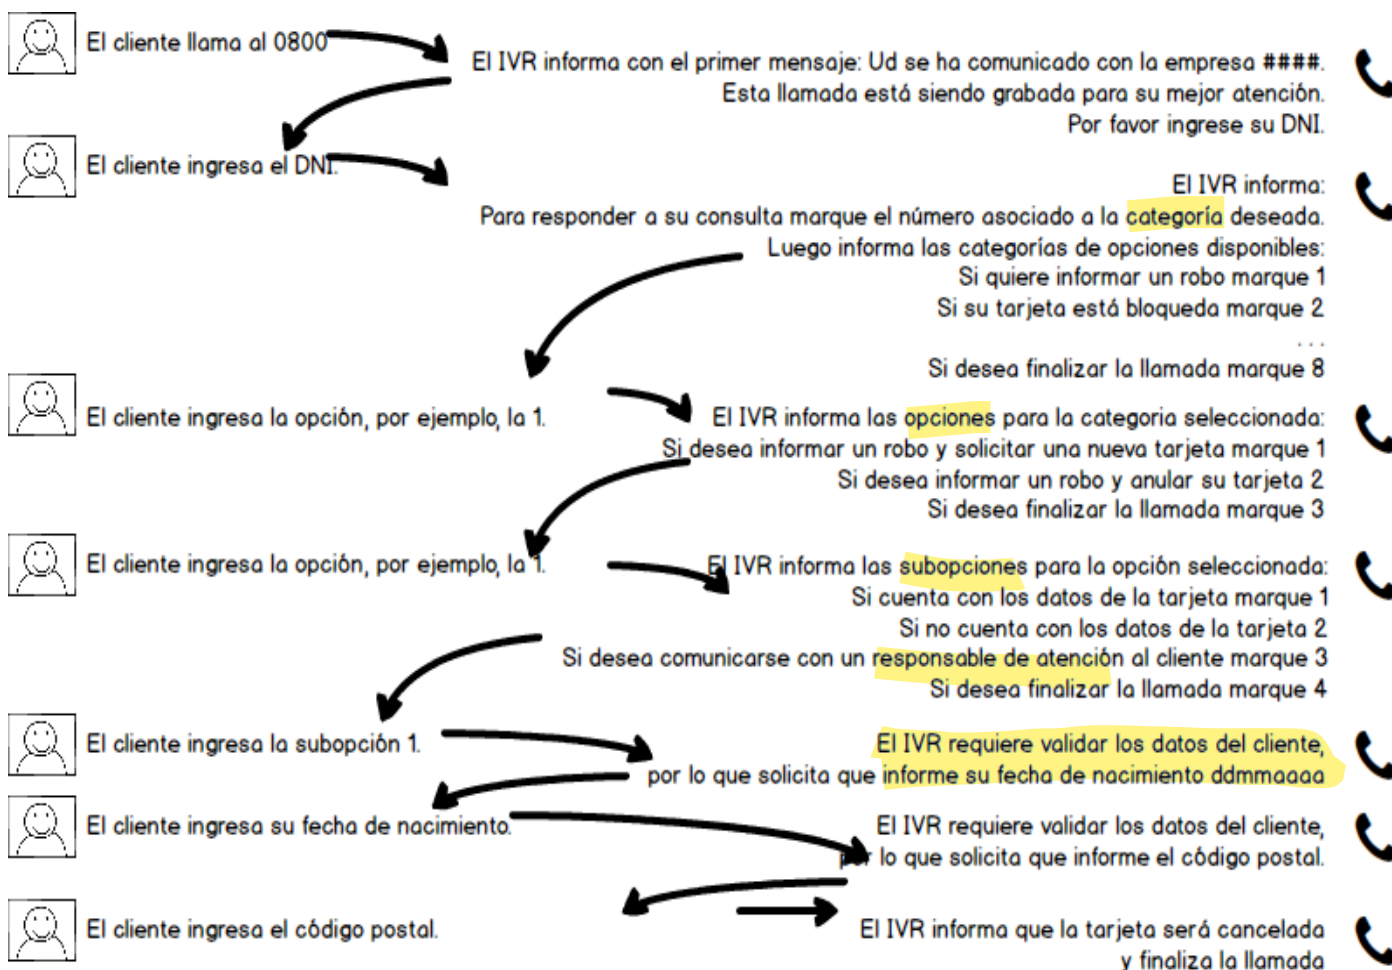 El cliente llama al 0800
El IVR informa con el primer mensaje: Ud se ha comunicado con la empresa ####.
Esta llamada está siendo grabada para su mejor atención.
Por favor ingrese su DNI.
El cliente ingresa el DNI.
El IVR informa:
Para responder a su consulta marque el número asociado a la categoría deseada.
Luego informa las categorías de opciones disponibles:
Si quiere informar un robo marque 1
Si su tarjeta está bloqueda marque 2
...
Si desea finalizar la llamada marque 8
El cliente ingresa la opción, por ejemplo, la 1.
El IVR informa las opciones para la categoria seleccionada:
Si desea informar un robo y solicitar una nueva tarjeta marque 1
Si desea informar un robo y anular su tarjeta 2
Si desea finalizar la llamada marque 3
El cliente ingresa la opción, por ejemplo, la 1.
El IVR informa las subopciones para la opción seleccionada:
Si cuenta con los datos de la tarjeta marque 1
Si no cuenta con los datos de la tarjeta 2
Si desea comunicarse con un responsable de atención al cliente marque 3
Si desea finalizar la llamada marque 4
El cliente ingresa la subopción 1.
El IVR requiere validar los datos del cliente,
por lo que solicita que informe su fecha de nacimiento ddmmaaaa
El cliente ingresa su fecha de nacimiento.
El IVR requiere validar los datos del cliente,
por lo que solicita que informe el código postal.
El cliente ingresa el código postal.
El IVR informa que la tarjeta será cancelada
y finaliza la llamada